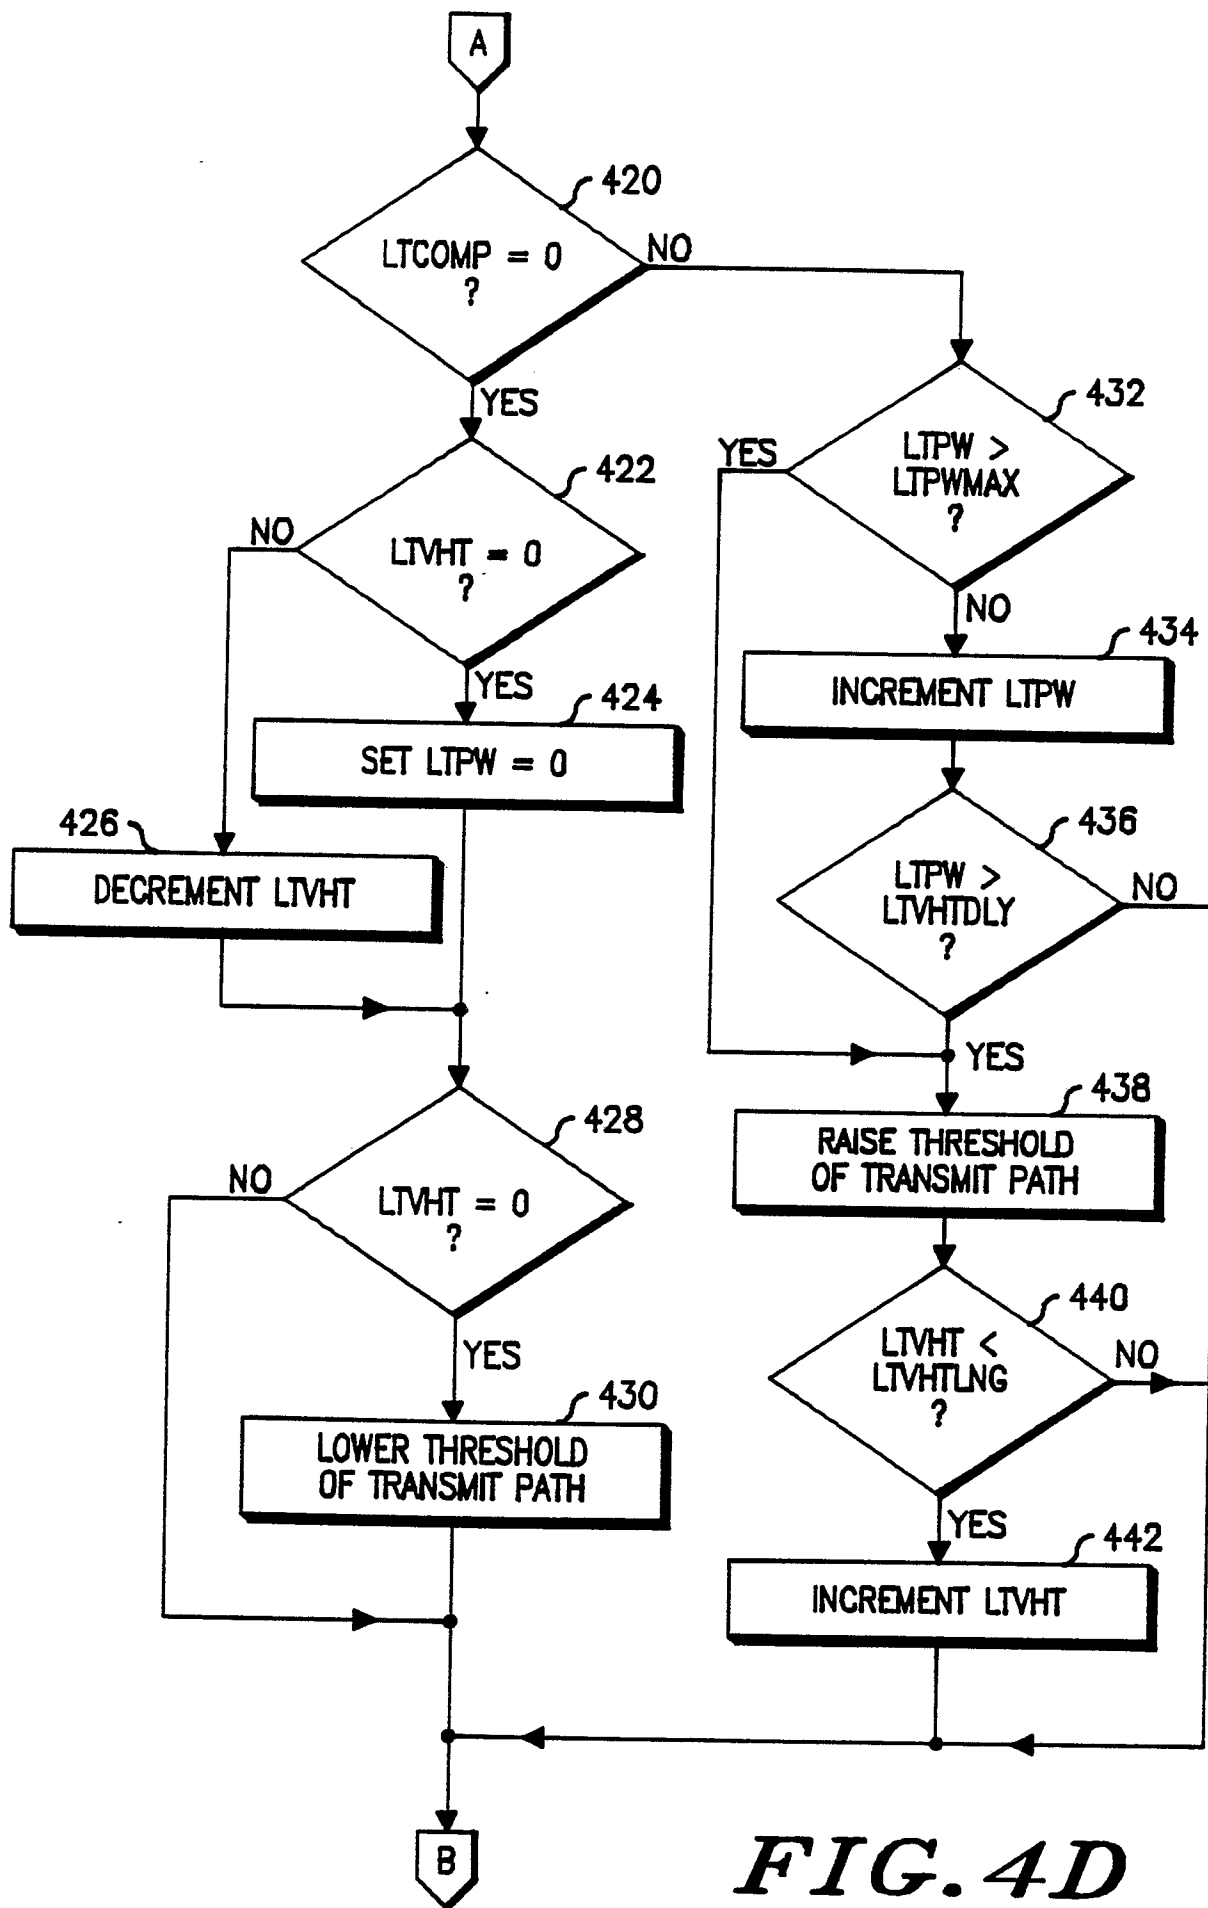 A
420
LTCOMP = 0
?
NO
YES
432
LTPW >
LTPWMAX
?
YES
NO
422
LTVHT = 0
?
NO
YES
434
INCREMENT LTPW
424
SET LTPW = 0
426
DECREMENT LTVHT
436
LTPW >
LTVHTDLY
?
NO
YES
438
RAISE THRESHOLD
OF TRANSMIT PATH
428
LTVHT = 0
?
NO
YES
440
LTVHT <
LTVHTLNG
?
NO
YES
430
LOWER THRESHOLD
OF TRANSMIT PATH
442
INCREMENT LTVHT
B
FIG. 4D